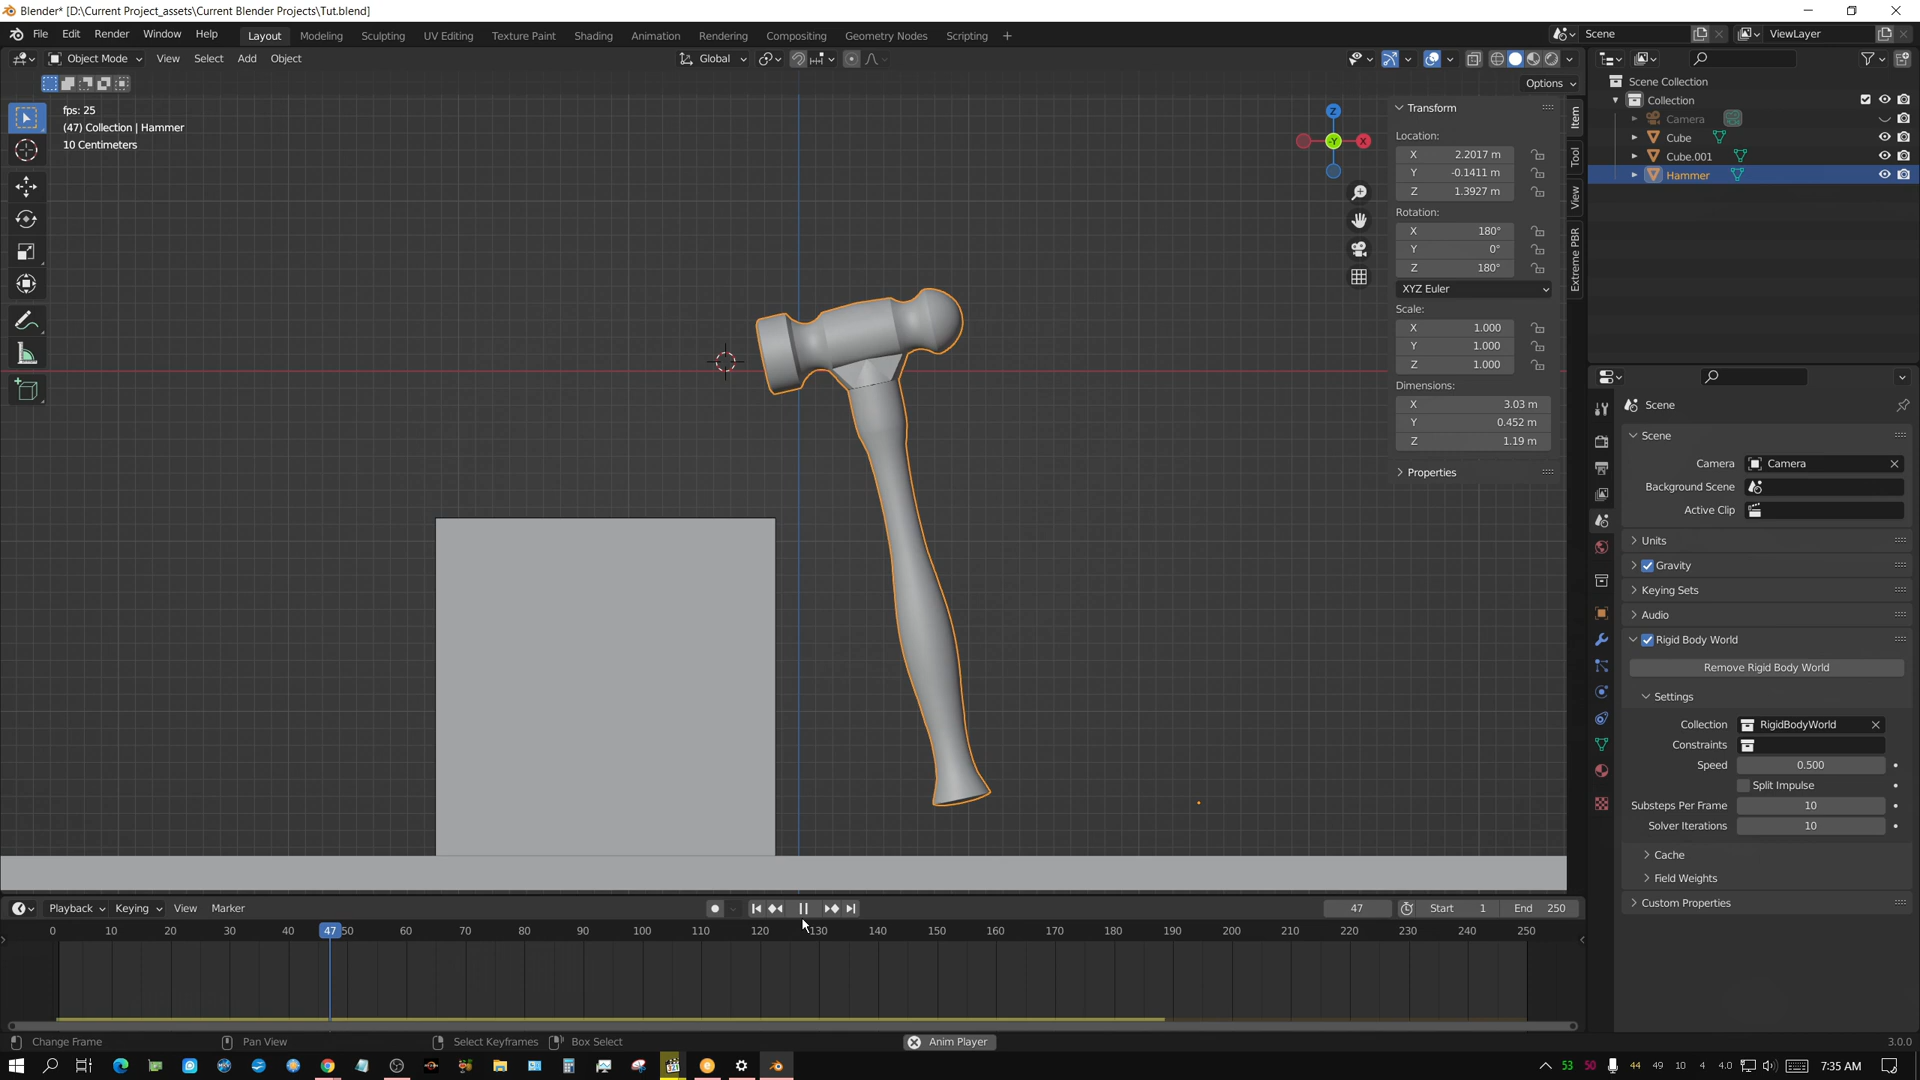 Blender* [D:\Current Project_assets\Current Blender Projects\Tut.blend]
File Edit Render Window Help Layout Modeling Sculpting UV Editing Texture Paint Shading Animation Rendering Compositing Geometry Nodes Scripting + Scene ViewLayer
Object Mode View Select Add Object Global
Options
fps: 25
(47) Collection | Hammer
10 Centimeters
Z
Y
X
Transform
Location:
X 2.2017 m
Y -0.1411 m
Z 1.3927 m
Rotation:
X 180°
Y 0°
Z 180°
XYZ Euler
Scale:
X 1.000
Y 1.000
Z 1.000
Dimensions:
X 3.03 m
Y 0.452 m
Z 1.19 m
Properties
Item
Tool
View
Extreme PBR
Scene Collection
Collection
Camera
Cube
Cube.001
Hammer
Scene
Scene
Camera Camera
Background Scene
Active Clip
Units
Gravity
Keying Sets
Audio
Rigid Body World
Remove Rigid Body World
Settings
Collection RigidBodyWorld
Constraints
Speed 0.500
Split Impulse
Substeps Per Frame 10
Solver Iterations 10
Cache
Field Weights
Custom Properties
Playback Keying View Marker 47 Start 1 End 250
0 10 20 30 40 47 50 60 70 80 90 100 110 120 130 140 150 160 170 180 190 200 210 220 230 240 250
Change Frame Pan View Select Keyframes Box Select Anim Player 3.0.0
53 50 44 49 10 4 4.0 7:35 AM